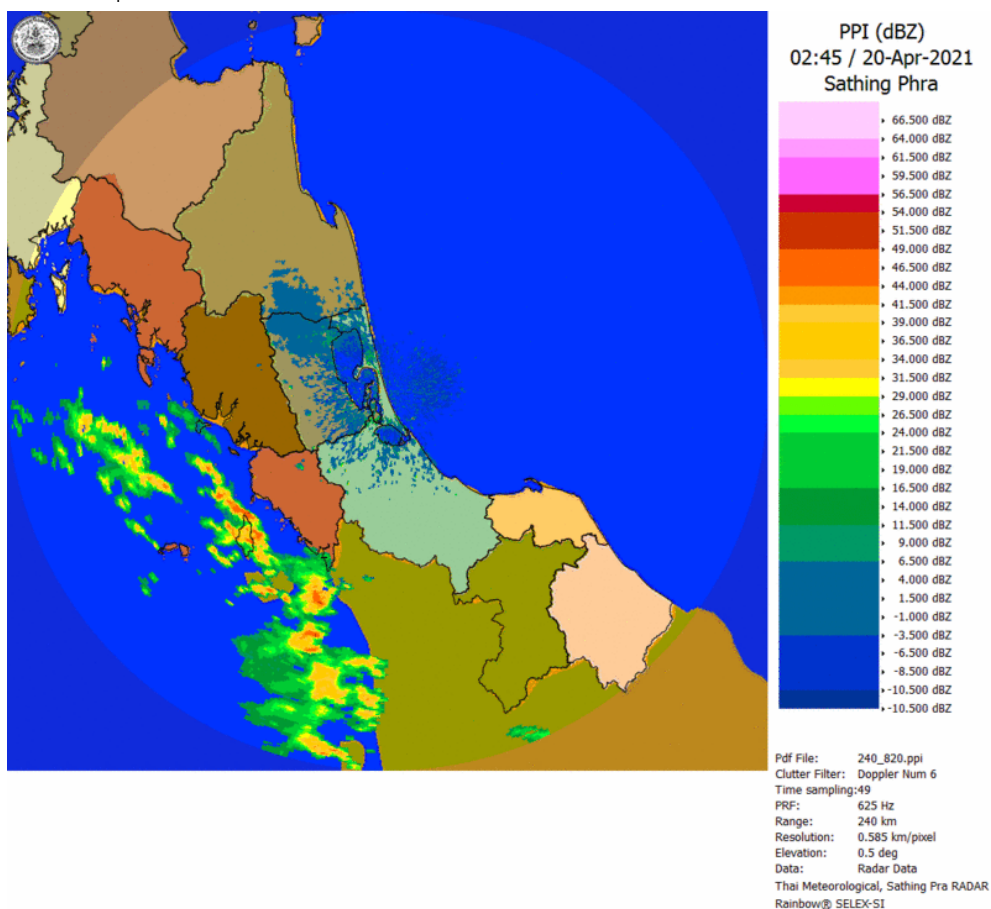 PPI (dBZ)
02:45 / 20-Apr-2021
Sathing Phra
66.500 dBZ
64.000 dBZ
61.500 dBZ
59.500 dBZ
56.500 dBZ
54.000 dBZ
51.500 dBZ
49.000 dBZ
46.500 dBZ
44.000 dBZ
41.500 dBZ
39.000 dBZ
36.500 dBZ
34.000 dBZ
31.500 dBZ
29.000 dBZ
26.500 dBZ
24.000 dBZ
21.500 dBZ
19.000 dBZ
16.500 dBZ
14.000 dBZ
11.500 dBZ
9.000 dBZ
6.500 dBZ
4.000 dBZ
1.500 dBZ
-1.000 dBZ
-3.500 dBZ
-6.500 dBZ
-8.500 dBZ
-10.500 dBZ
-10.500 dBZ
Pdf File: 240_820.ppi
Clutter Filter: Doppler Num 6
Time sampling:49
PRF: 625 Hz
Range: 240 km
Resolution: 0.585 km/pixel
Elevation: 0.5 deg
Data: Radar Data
Thai Meteorological, Sathing Pra RADAR
Rainbow® SELEX-SI